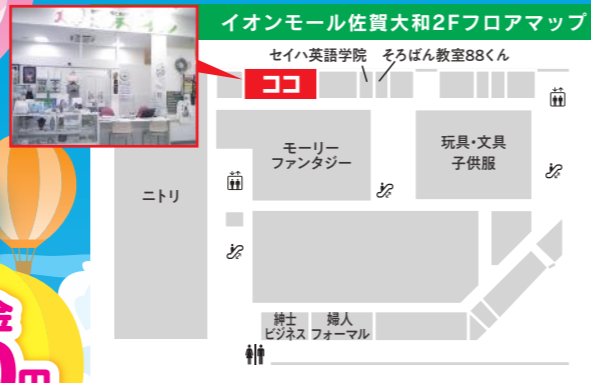 イオンモール佐賀大和2Fフロアマップ
セイハ英語学院 そろばん教室88くん
ココ
モーリー
ファンタジー
玩具・文具
子供服
ニトリ
紳士
ビジネス
婦人
フォーマル
円